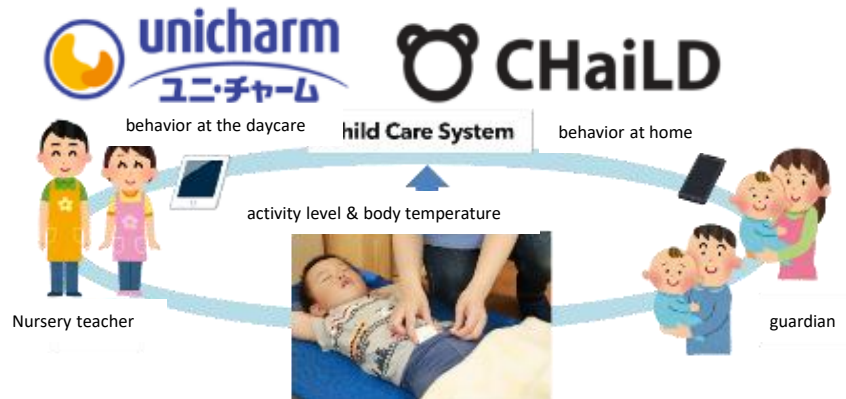 unicharm
ユニ・チャーム
CHaiLD
behavior at the daycare
hild Care System
behavior at home
activity level & body temperature
Nursery teacher
guardian